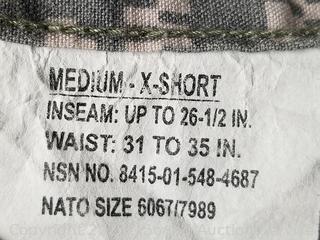 MEDIUM - X-SHORT
INSEAM: UP TO 26-1/2 IN.
WAIST: 31 TO 35 IN.
NSN NO. 8415-01-548-4687
NATO SIZE 6067/7989